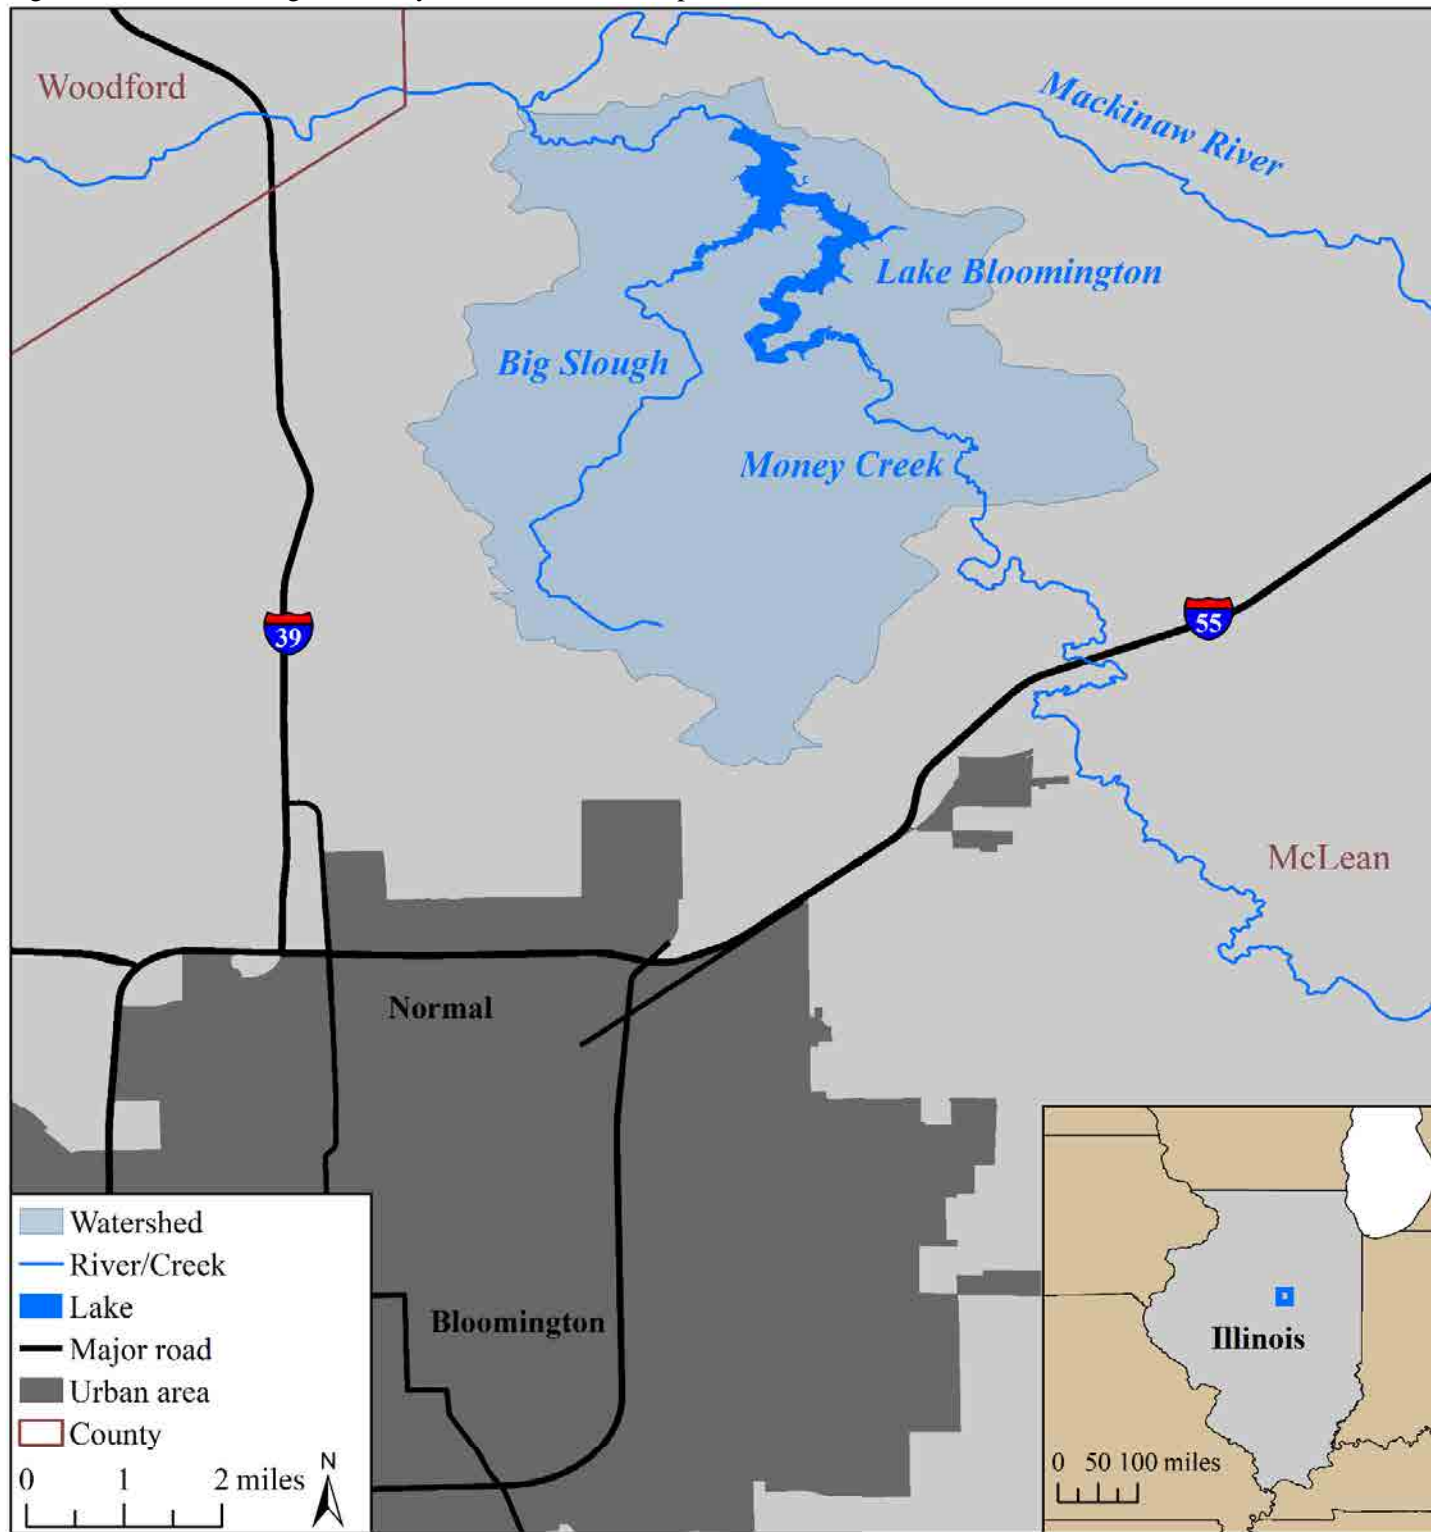 Woodford
Mackinaw River
Lake Bloomington
Big Slough
Money Creek
39
55
McLean
Normal
Bloomington
Watershed
River/Creek
Lake
Major road
Urban area
County
0 1 2 miles
N
Illinois
0 50 100 miles